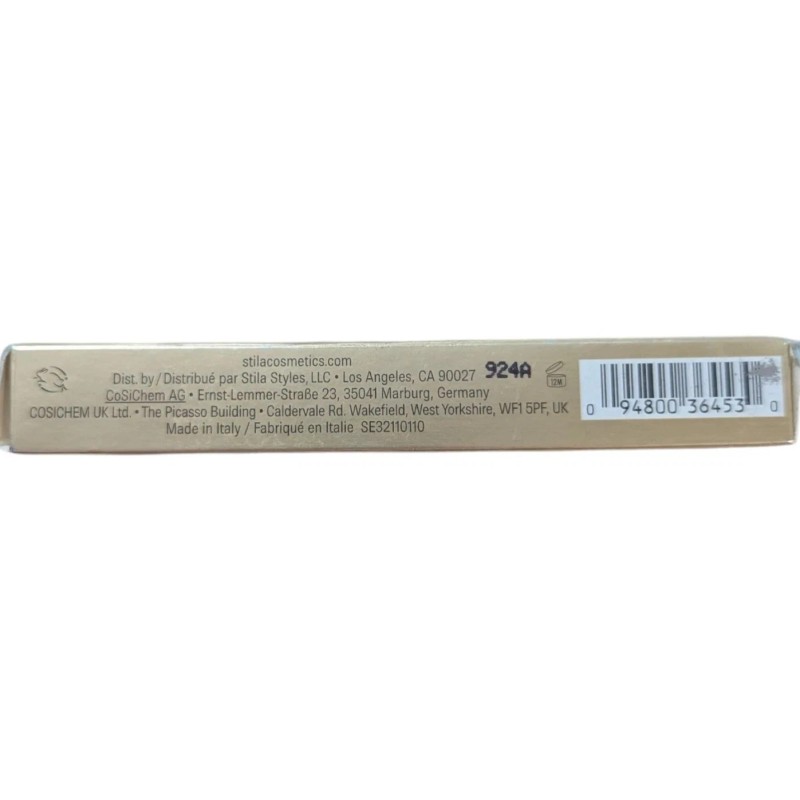 stilacosmetics.com
Dist. by/Distribué par Stila Styles, LLC • Los Angeles, CA 90027 924A 12M
CoSiChem AG • Ernst-Lemmer-Straße 23, 35041 Marburg, Germany
COSICHEM UK Ltd. • The Picasso Building • Caldervale Rd. Wakefield, West Yorkshire, WF1 5PF, UK
Made in Italy / Fabriqué en Italie SE32110110
0 94800 36453 0